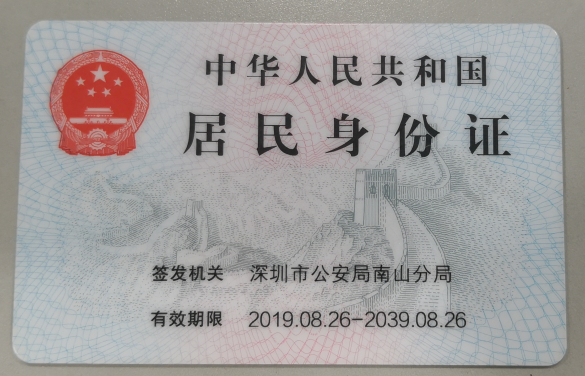 中华人民共和国
居民身份证
签发机关 深圳市公安局南山分局
有效期限 2019.08.26-2039.08.26